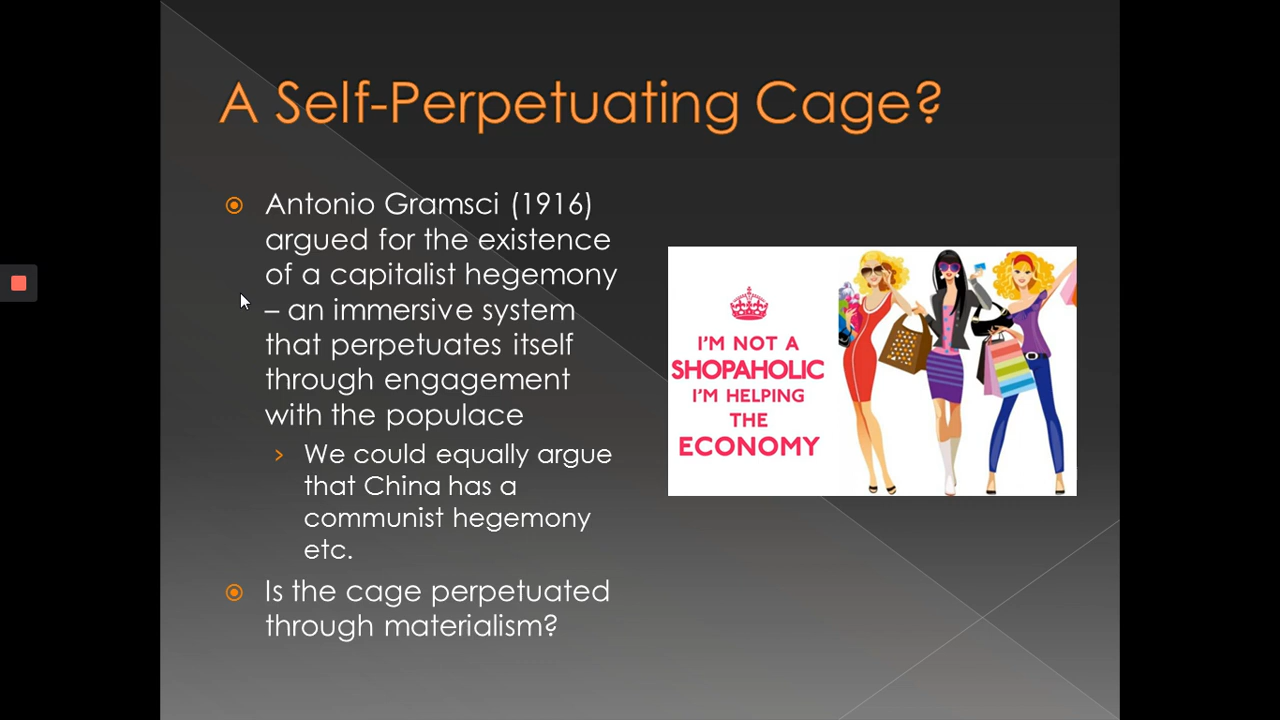 A Self-Perpetuating Cage?
Antonio Gramsci (1916)
argued for the existence
of a capitalist hegemony
– an immersive system
that perpetuates itself
through engagement
with the populace
We could equally argue
that China has a
communist hegemony
etc.
Is the cage perpetuated
through materialism?
I'M NOT A
SHOPAHOLIC
I'M HELPING
THE
ECONOMY